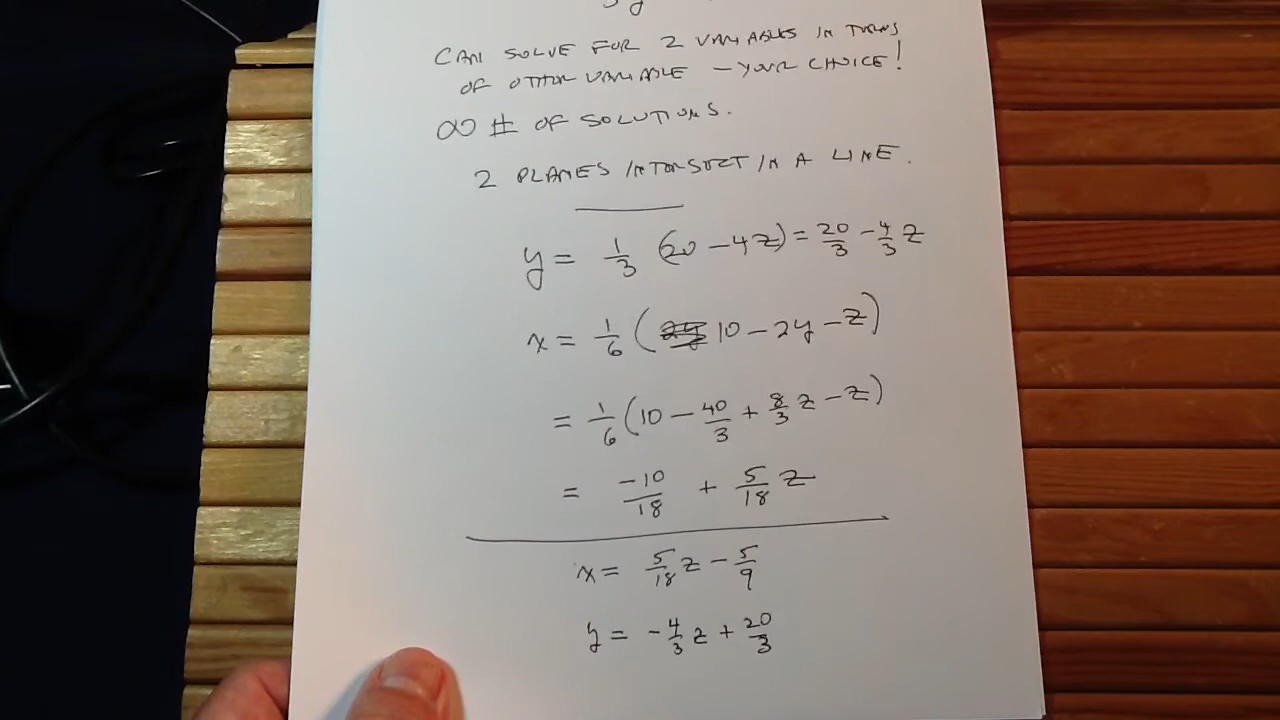 CAN SOLVE FOR 2 VARIABLES IN TERMS
OF OTHER VARIABLE — YOUR CHOICE!
∞ # OF SOLUTIONS.
2 PLANES INTERSECT IN A LINE.
y = 1/3 (20 - 4z) = 20/3 - 4/3 z
x = 1/6 (10 - 2y - z)
= 1/6 (10 - 40/3 + 8/3 z - z)
= -10/18 + 5/18 z
x = 5/18 z - 5/9
y = -4/3 z + 20/3